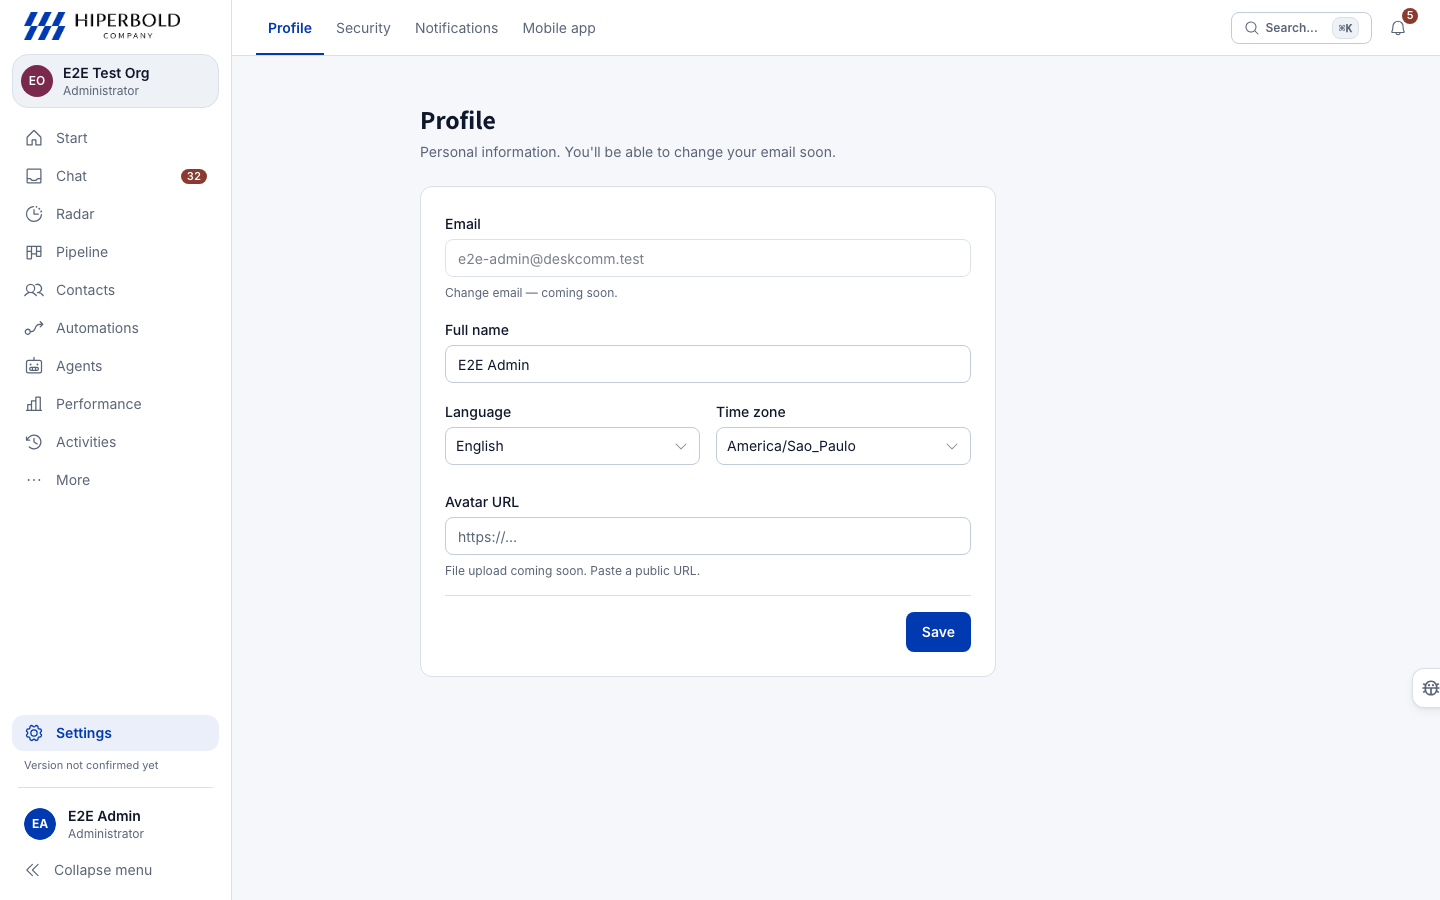 HIPERBOLD
COMPANY
EO
E2E Test Org
Administrator
Start
Chat
32
Radar
Pipeline
Contacts
Automations
Agents
Performance
Activities
More
Settings
Version not confirmed yet
EA
E2E Admin
Administrator
Collapse menu
Profile
Security
Notifications
Mobile app
Search...
⌘K
5
Profile
Personal information. You'll be able to change your email soon.
Email
e2e-admin@deskcomm.test
Change email — coming soon.
Full name
E2E Admin
Language
Time zone
English
America/Sao_Paulo
Avatar URL
https://...
File upload coming soon. Paste a public URL.
Save